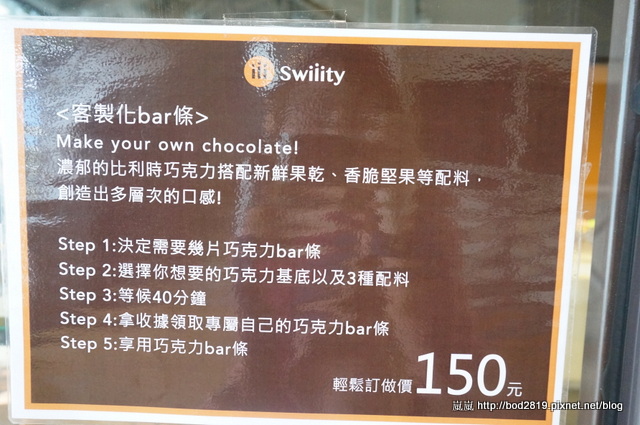 Swiiity
<客製化bar條>
Make your own chocolate!
濃郁的比利時巧克力搭配新鮮果乾、香脆堅果等配料，
創造出多層次的口感!
Step 1:決定需要幾片巧克力bar條
Step 2:選擇你想要的巧克力基底以及3種配料
Step 3:等候40分鐘
Step 4:拿收據領取專屬自己的巧克力bar條
Step 5:享用巧克力bar條
輕鬆訂做價150元
嵐嵐 http://bod2819.pixnet.net/blog